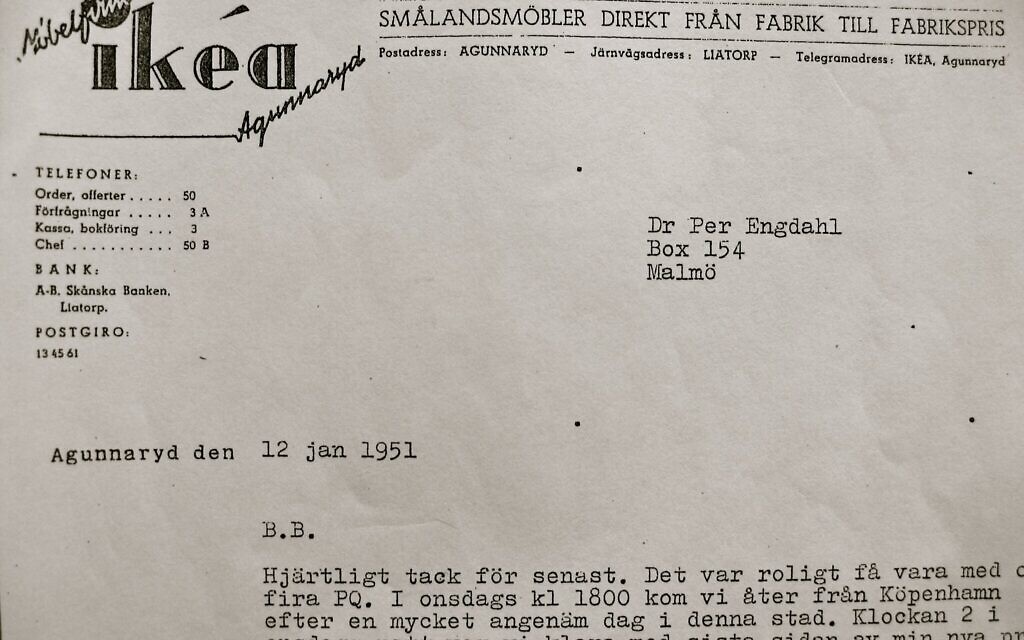 Möbel
ikéa
Agunnaryd
SMÅLANDSMÖBLER DIREKT FRÅN FABRIK TILL FABRIKSPRIS
Postadress: AGUNNARYD — Järnvägsadress: LIATORP — Telegramadress: IKÉA, Agunnaryd
TELEFONER:
Order, offerter ..... 50
Förfrågningar ..... 3 A
Kassa, bokföring ... 3
Chef ........... 50 B
BANK:
A-B. Skånska Banken,
Liatorp.
POSTGIRO:
13 45 61
Dr Per Engdahl
Box 154
Malmö
Agunnaryd den 12 jan 1951
B.B.
Hjärtligt tack för senast. Det var roligt få vara med
fira PQ. I onsdags kl 1800 kom vi åter från Köpenhamn
efter en mycket angenäm dag i denna stad. Klockan 2 i